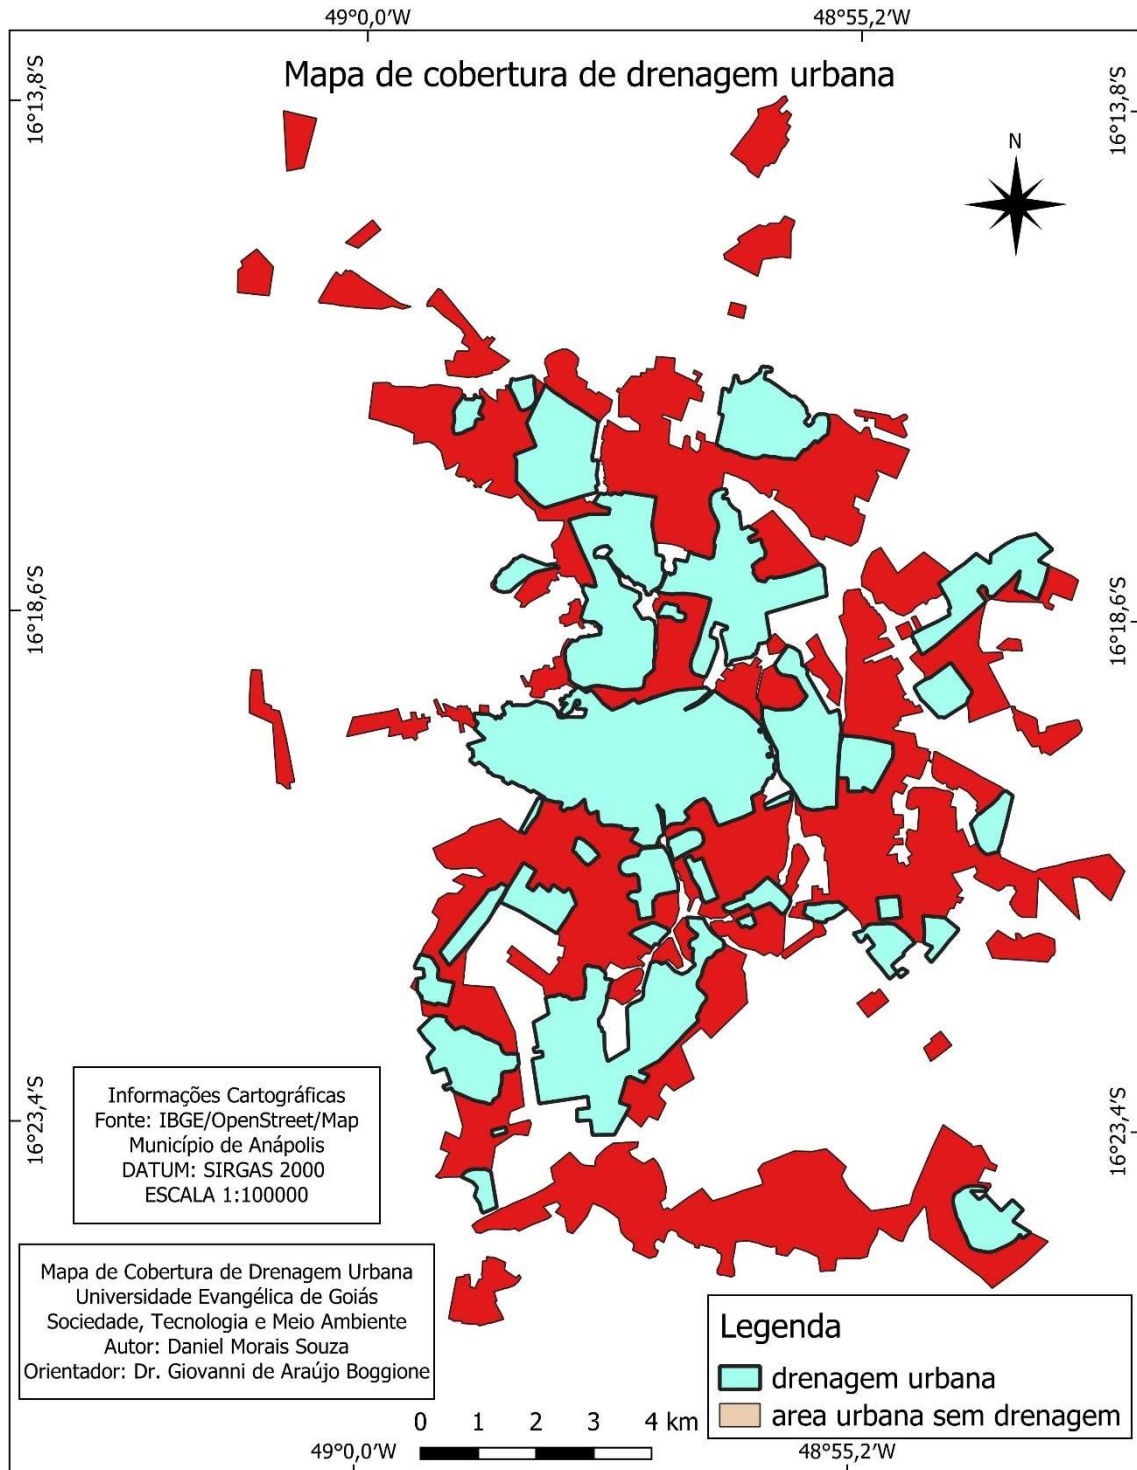 49°0,0'W
48°55,2'W
Mapa de cobertura de drenagem urbana
16°13,8'S
16°13,8'S
N
16°18,6'S
16°18,6'S
16°23,4'S
16°23,4'S
Informações Cartográficas
Fonte: IBGE/OpenStreet/Map
Município de Anápolis
DATUM: SIRGAS 2000
ESCALA 1:100000
Mapa de Cobertura de Drenagem Urbana
Universidade Evangélica de Goiás
Sociedade, Tecnologia e Meio Ambiente
Autor: Daniel Morais Souza
Orientador: Dr. Giovanni de Araújo Boggione
Legenda
drenagem urbana
area urbana sem drenagem
0 1 2 3 4 km
49°0,0'W
48°55,2'W